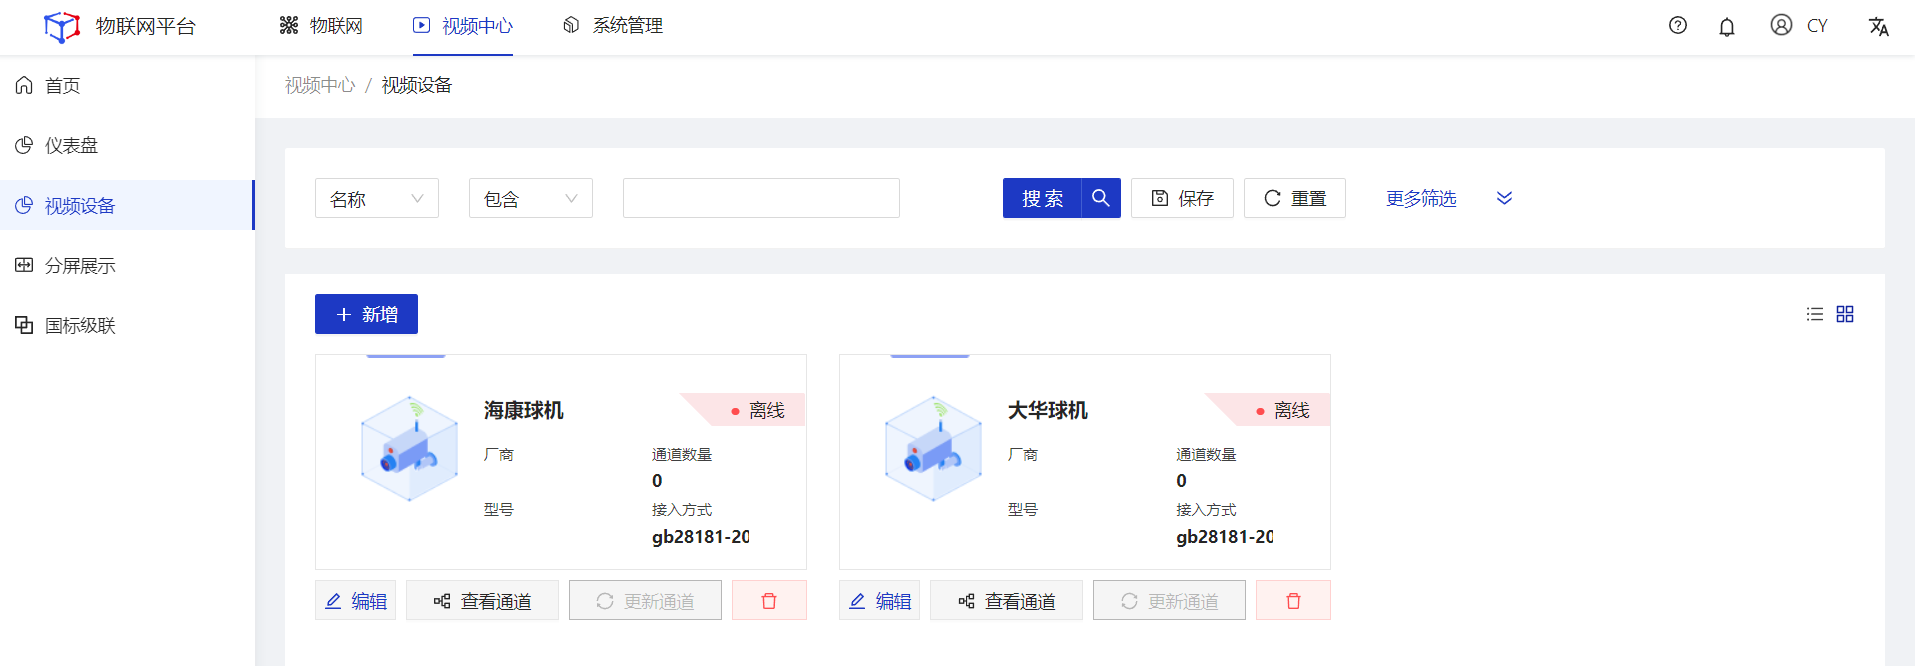 物联网平台 物联网 视频中心 系统管理 CY
首页
仪表盘
视频设备
分屏展示
国标级联
视频中心 / 视频设备
名称 包含 搜索 保存 重置 更多筛选
新增
海康球机 离线
厂商 通道数量
0
型号 接入方式
gb28181-20
编辑 查看通道 更新通道
大华球机 离线
厂商 通道数量
0
型号 接入方式
gb28181-20
编辑 查看通道 更新通道